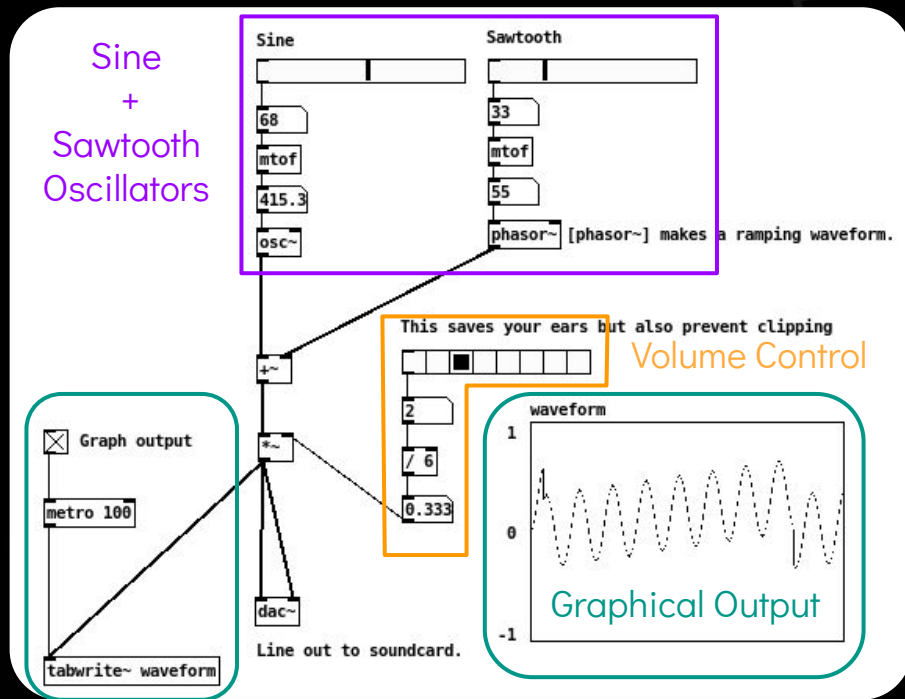 Sine
+
Sawtooth
Oscillators
Sine
68
mtof
415.3
osc~
Sawtooth
33
mtof
55
phasor~
[phasor~] makes a ramping waveform.
+~
*~
This saves your ears but also prevent clipping
Volume Control
2
/ 6
0.333
Graph output
metro 100
tabwrite~ waveform
dac~
Line out to soundcard.
waveform
1
0
-1
Graphical Output